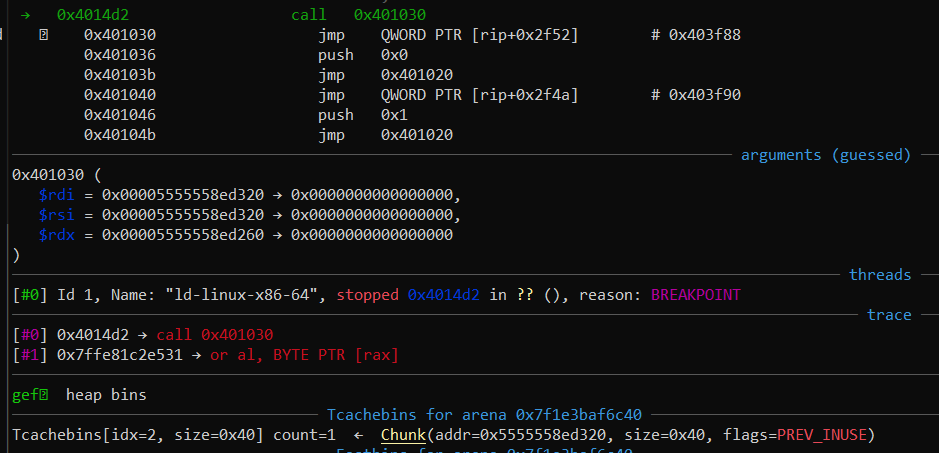 → 0x4014d2 call 0x401030
0x401030 jmp QWORD PTR [rip+0x2f52] # 0x403f88
0x401036 push 0x0
0x40103b jmp 0x401020
0x401040 jmp QWORD PTR [rip+0x2f4a] # 0x403f90
0x401046 push 0x1
0x40104b jmp 0x401020
arguments (guessed)
0x401030 (
$rdi = 0x00005555558ed320 → 0x0000000000000000,
$rsi = 0x00005555558ed320 → 0x0000000000000000,
$rdx = 0x00005555558ed260 → 0x0000000000000000
)
threads
[#0] Id 1, Name: "ld-linux-x86-64", stopped 0x4014d2 in ?? (), reason: BREAKPOINT
trace
[#0] 0x4014d2 → call 0x401030
[#1] 0x7ffe81c2e531 → or al, BYTE PTR [rax]
gef heap bins
Tcachebins for arena 0x7f1e3baf6c40
Tcachebins[idx=2, size=0x40] count=1 ← Chunk(addr=0x5555558ed320, size=0x40, flags=PREV_INUSE)